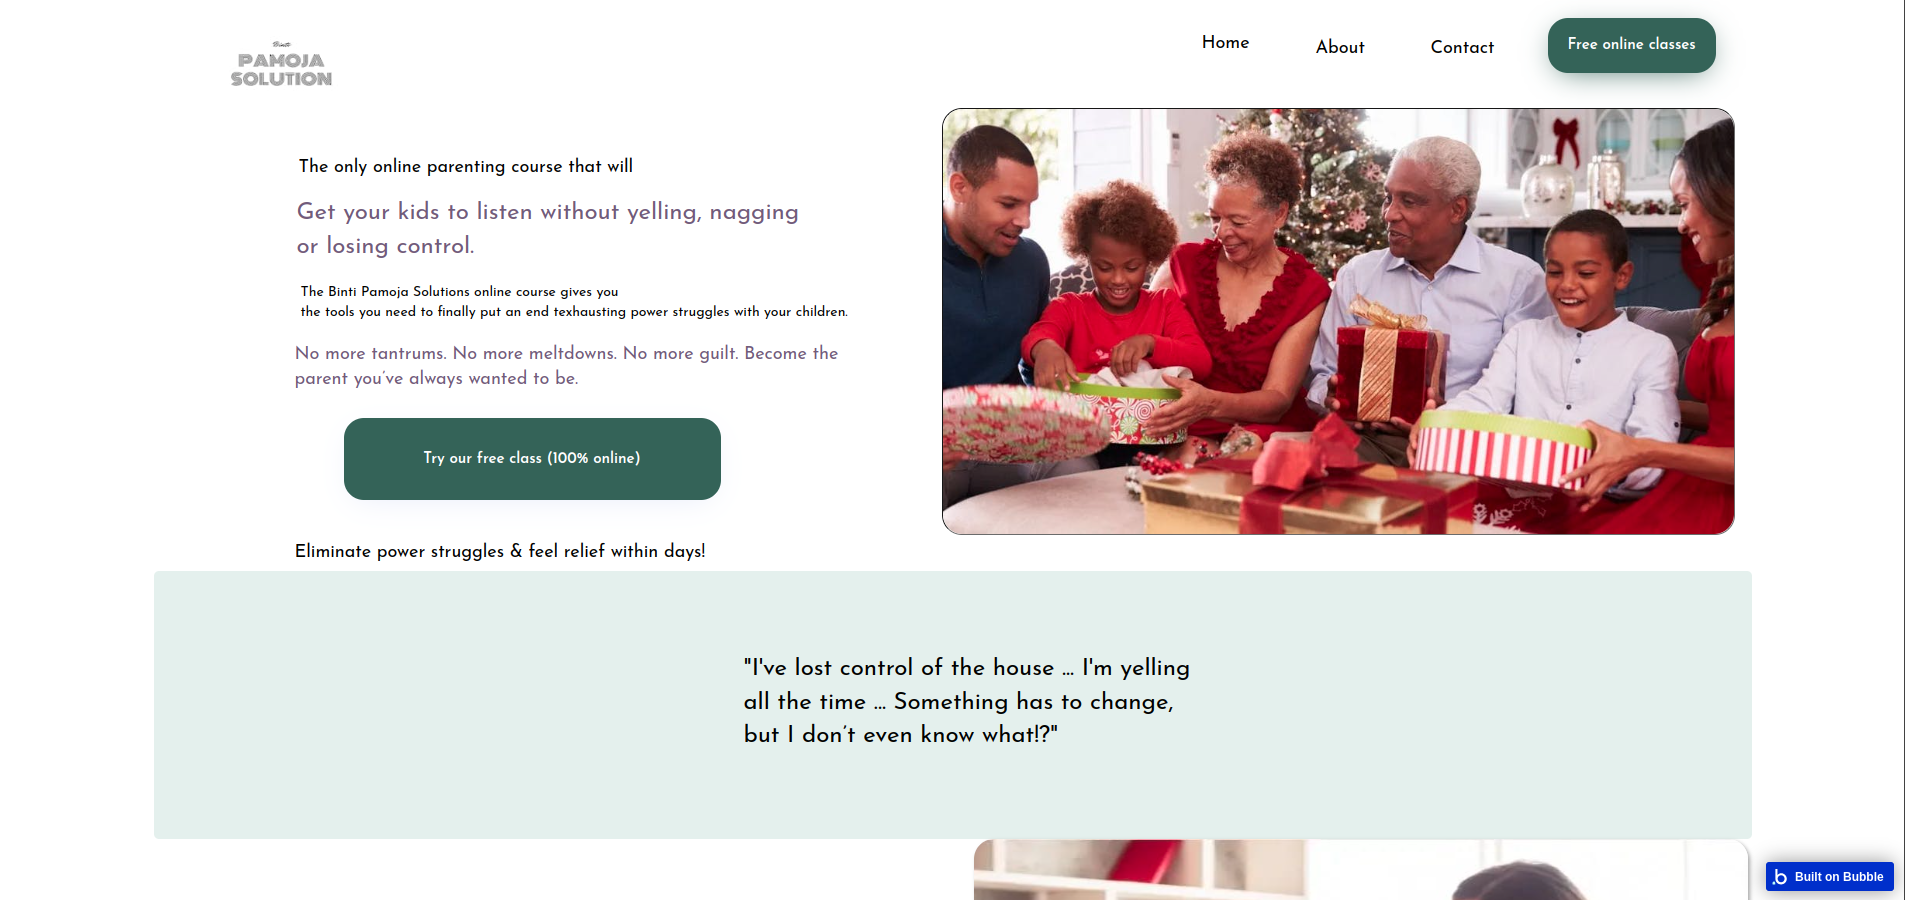 Binti
PAMOJA
SOLUTION
Home
About
Contact
Free online classes
The only online parenting course that will
Get your kids to listen without yelling, nagging
or losing control.
The Binti Pamoja Solutions online course gives you
the tools you need to finally put an end texhausting power struggles with your children.
No more tantrums. No more meltdowns. No more guilt. Become the
parent you’ve always wanted to be.
Try our free class (100% online)
Eliminate power struggles & feel relief within days!
"I've lost control of the house ... I'm yelling
all the time ... Something has to change,
but I don’t even know what!?"
Built on Bubble